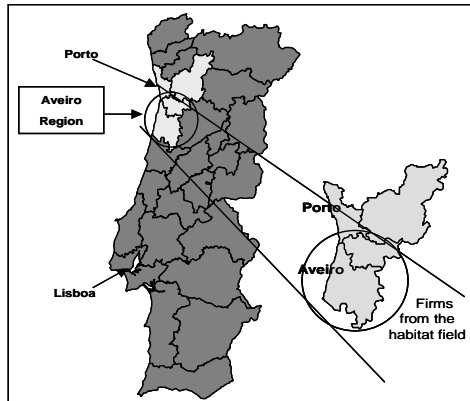 Porto
Aveiro
Region
Lisboa
Porto
Aveiro
Firms
from the
habitat field